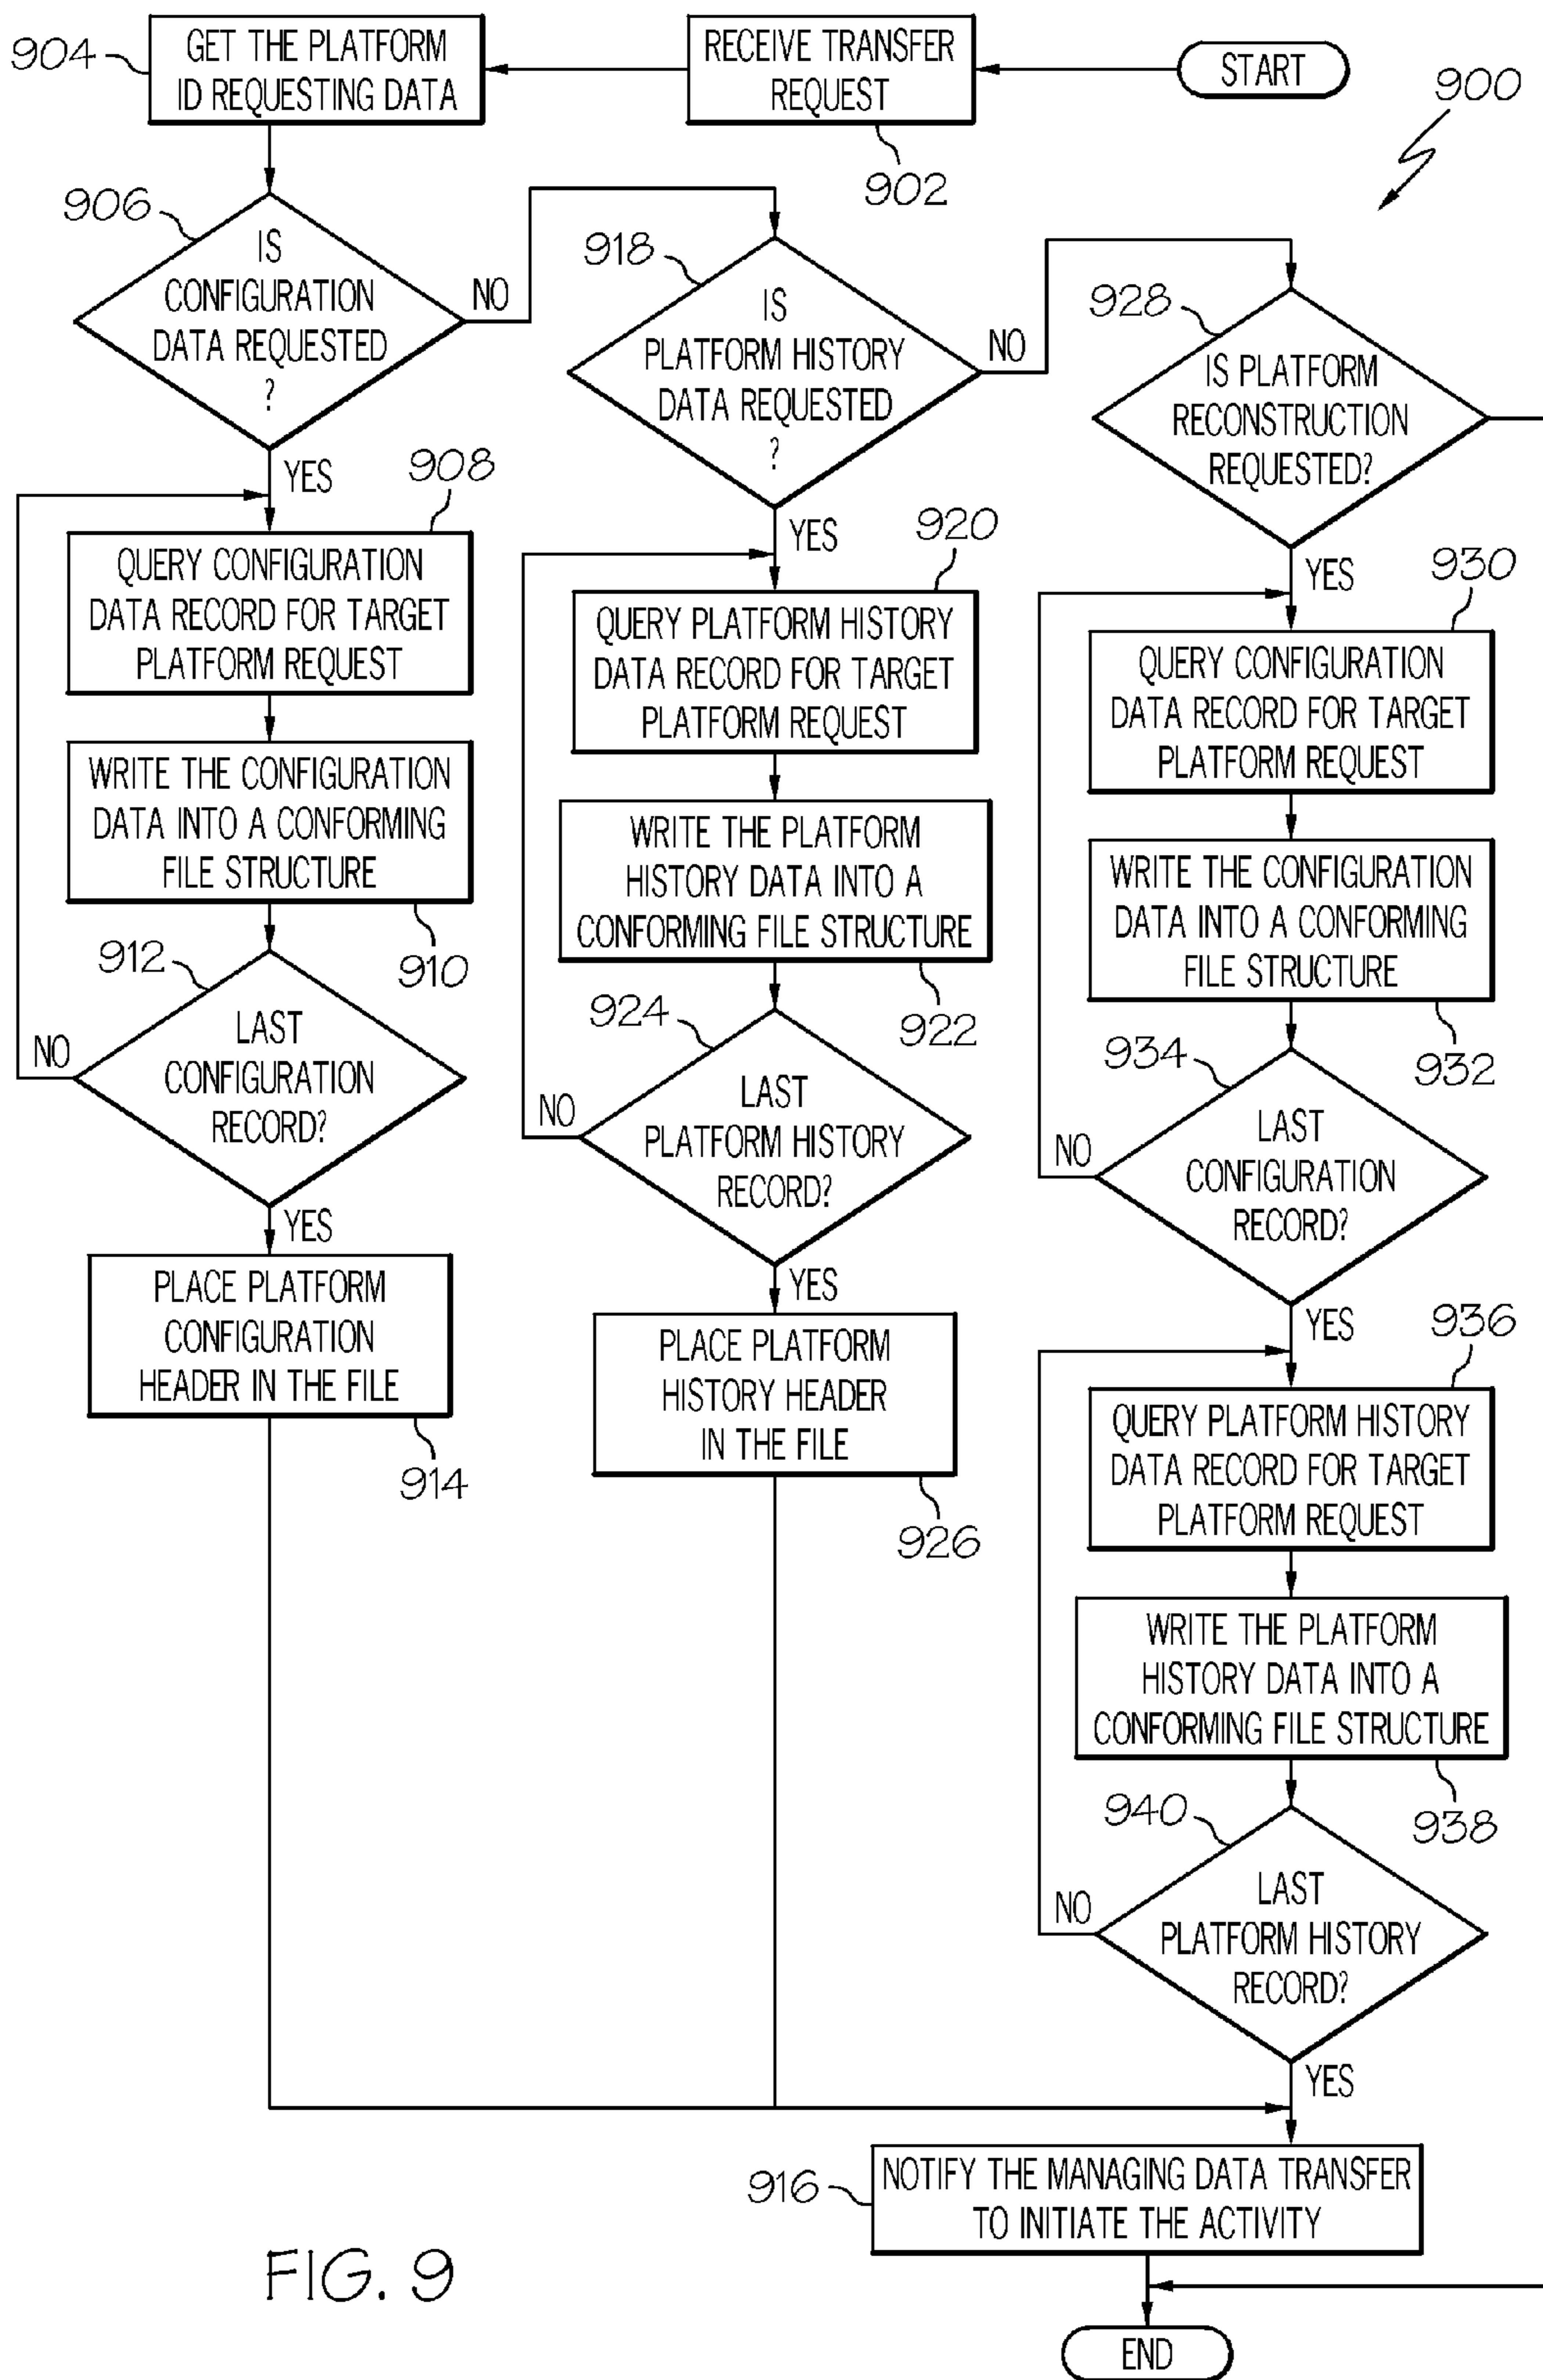 904
GET THE PLATFORM
ID REQUESTING DATA
RECEIVE TRANSFER
REQUEST
902
START
900
906
IS
CONFIGURATION
DATA REQUESTED
?
NO
YES
908
QUERY CONFIGURATION
DATA RECORD FOR TARGET
PLATFORM REQUEST
WRITE THE CONFIGURATION
DATA INTO A CONFORMING
FILE STRUCTURE
910
912
LAST
CONFIGURATION
RECORD?
NO
YES
PLACE PLATFORM
CONFIGURATION
HEADER IN THE FILE
914
918
IS
PLATFORM HISTORY
DATA REQUESTED
?
NO
YES
920
QUERY PLATFORM HISTORY
DATA RECORD FOR TARGET
PLATFORM REQUEST
WRITE THE PLATFORM
HISTORY DATA INTO A
CONFORMING FILE STRUCTURE
922
924
LAST
PLATFORM HISTORY
RECORD?
NO
YES
PLACE PLATFORM
HISTORY HEADER
IN THE FILE
926
928
IS PLATFORM
RECONSTRUCTION
REQUESTED?
YES
930
QUERY CONFIGURATION
DATA RECORD FOR TARGET
PLATFORM REQUEST
WRITE THE CONFIGURATION
DATA INTO A CONFORMING
FILE STRUCTURE
932
934
LAST
CONFIGURATION
RECORD?
NO
YES
936
QUERY PLATFORM HISTORY
DATA RECORD FOR TARGET
PLATFORM REQUEST
WRITE THE PLATFORM
HISTORY DATA INTO A
CONFORMING FILE STRUCTURE
938
940
LAST
PLATFORM HISTORY
RECORD?
NO
YES
916
NOTIFY THE MANAGING DATA TRANSFER
TO INITIATE THE ACTIVITY
END
FIG. 9